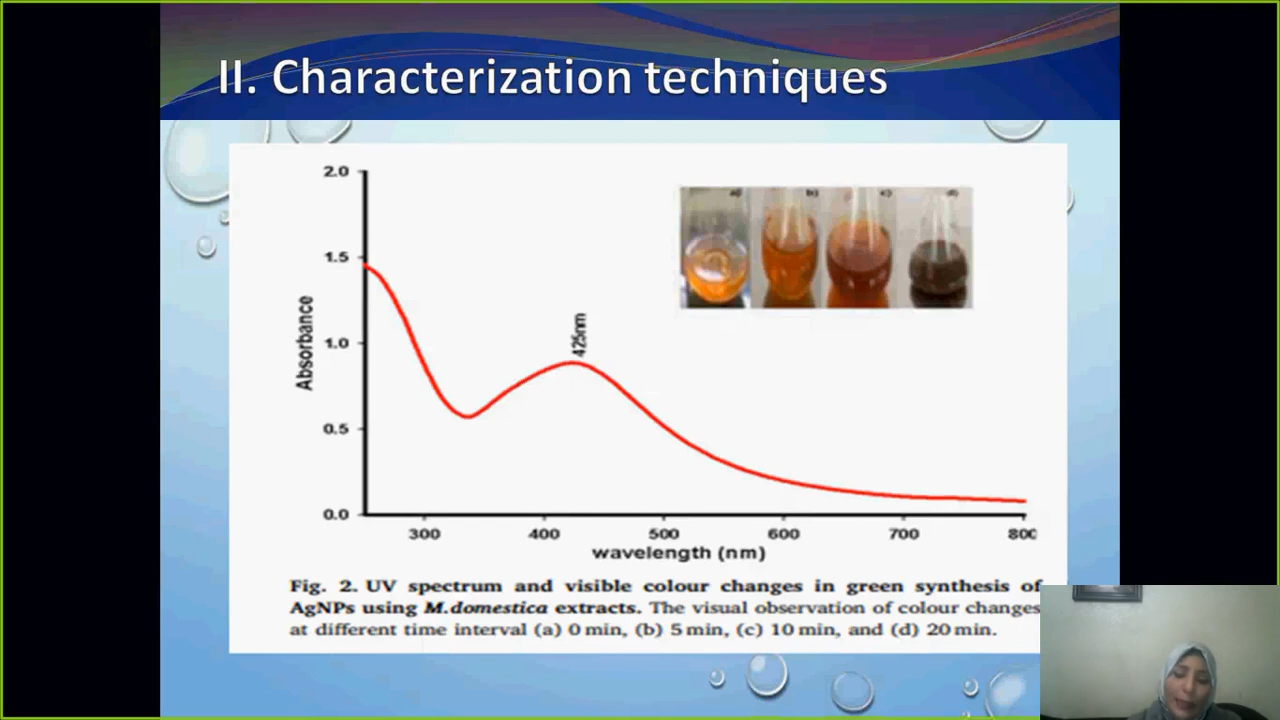 II. Characterization techniques
2.0
1.5
1.0
0.5
0.0
Absorbance
425nm
a) b) c) d)
300 400 500 600 700 800
wavelength (nm)
Fig. 2. UV spectrum and visible colour changes in green synthesis of
AgNPs using M.domestica extracts. The visual observation of colour changes
at different time interval (a) 0 min, (b) 5 min, (c) 10 min, and (d) 20 min.